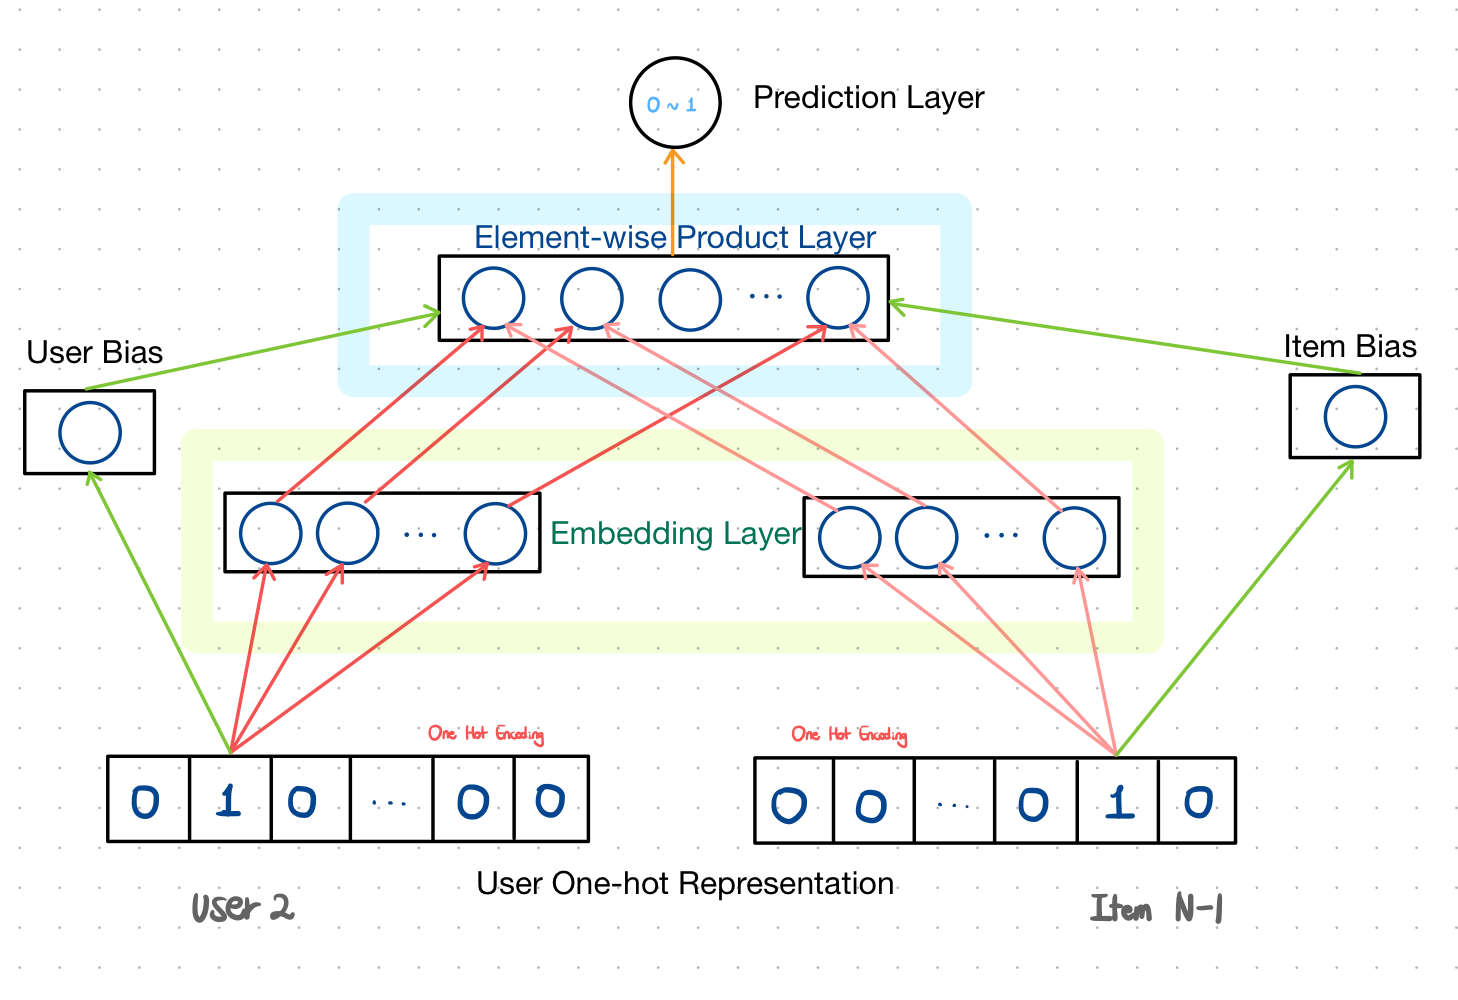 0 ~ 1
Prediction Layer
Element-wise Product Layer
User Bias
Item Bias
...
... Embedding Layer ...
One Hot Encoding
One Hot Encoding
0 1 0 ... 0 0
0 0 ... 0 1 0
User One-hot Representation
User 2
Item N-1